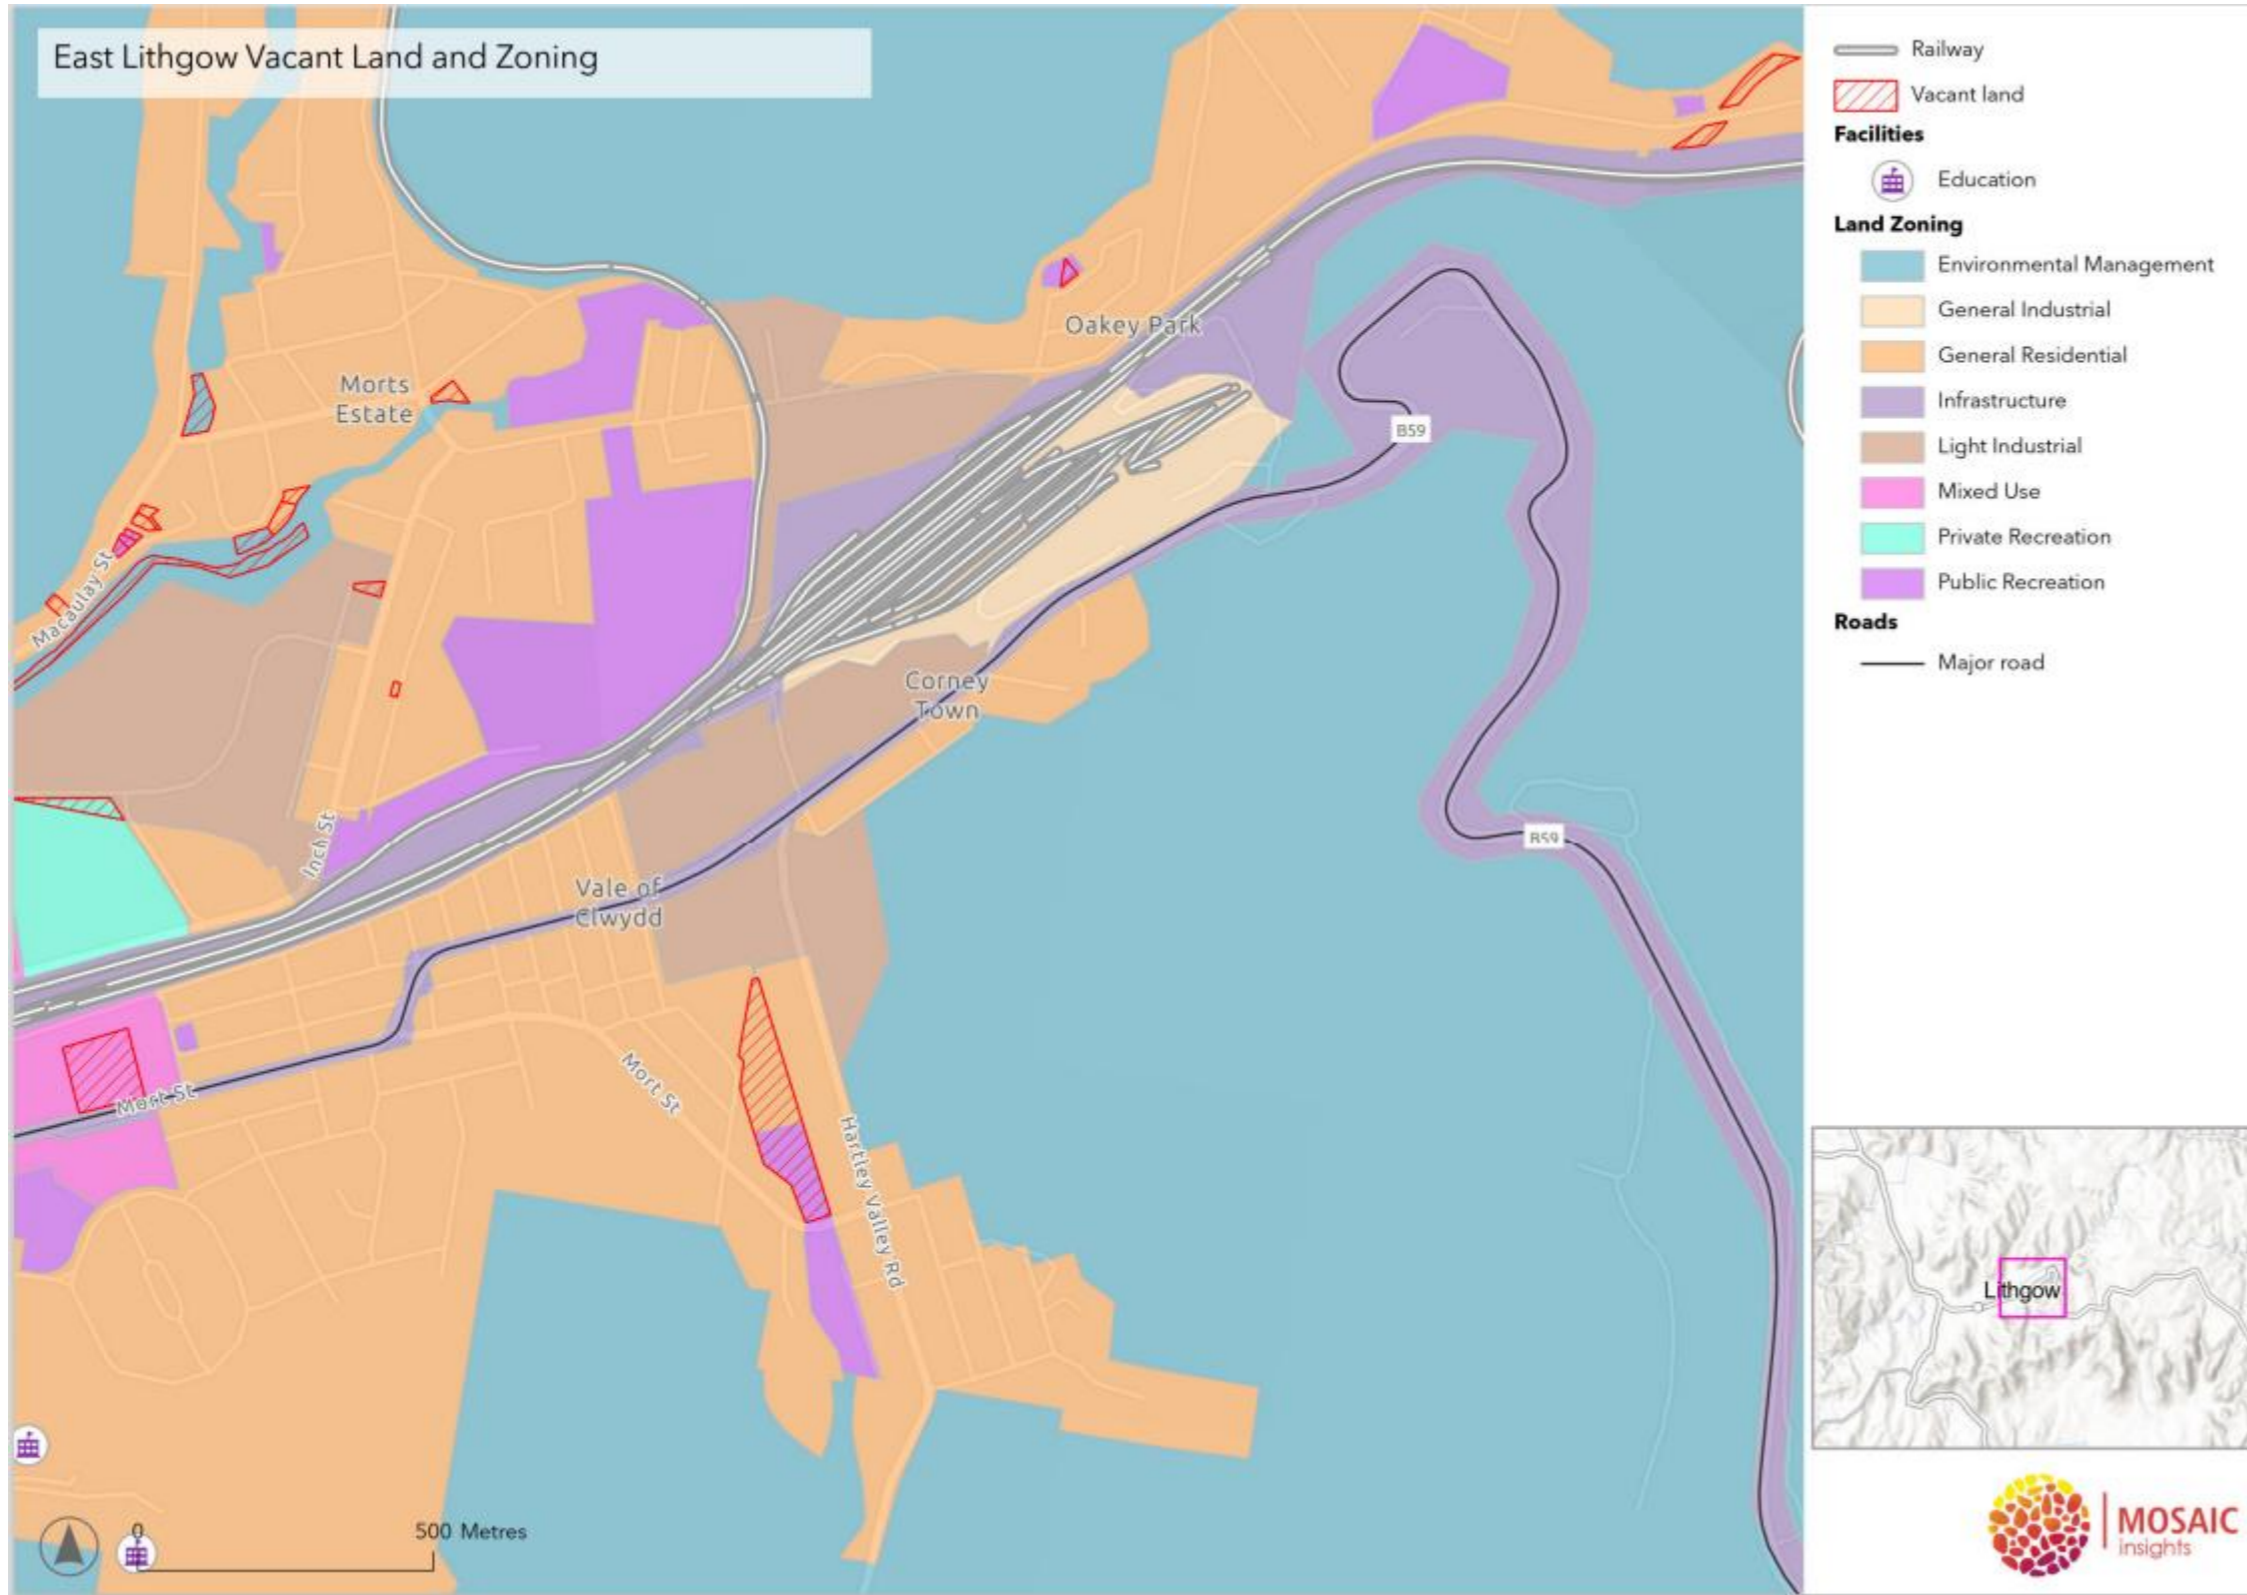 East Lithgow Vacant Land and Zoning
Oakey Park
Morts
Estate
B59
Macaulay St
Corney
Town
B59
Inch St
Vale of
Clwydd
Mort St
Mort St
Hartley Valley Rd
0
500 Metres
Railway
Vacant land
Facilities
Education
Land Zoning
Environmental Management
General Industrial
General Residential
Infrastructure
Light Industrial
Mixed Use
Private Recreation
Public Recreation
Roads
Major road
Lithgow
MOSAIC
insights